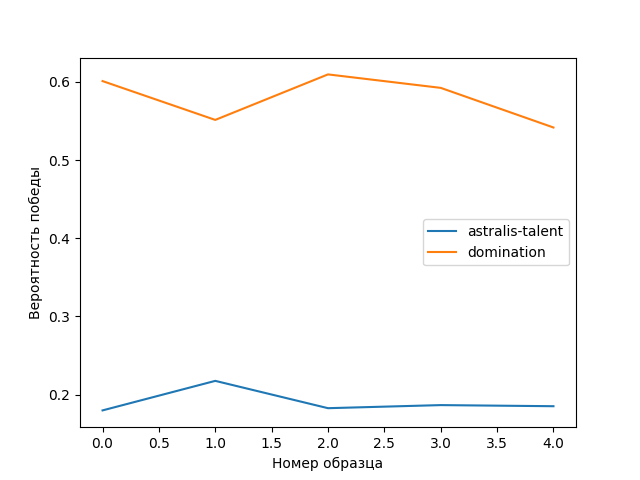 0.6
0.5
0.4
0.3
0.2
Вероятность победы
astralis-talent
domination
0.0 0.5 1.0 1.5 2.0 2.5 3.0 3.5 4.0
Номер образца